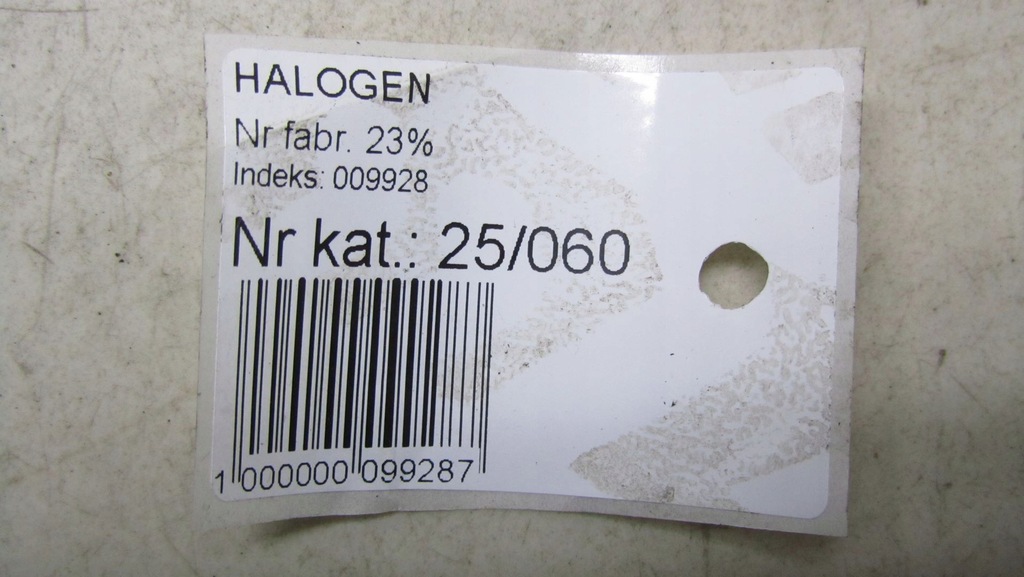 HALOGEN
Nr fabr. 23%
Indeks: 009928
Nr kat.: 25/060
1 000000 099287